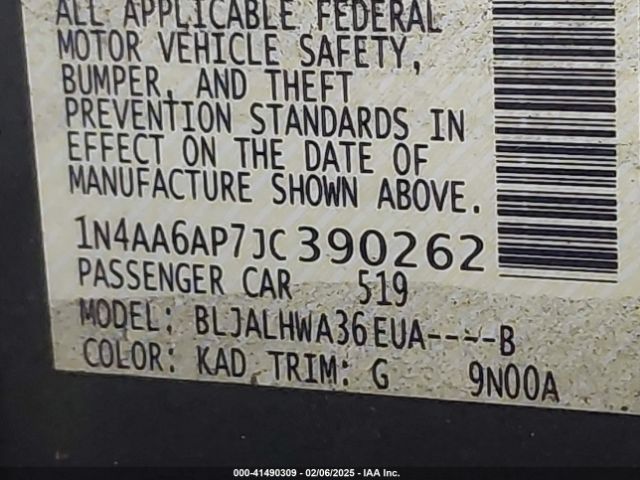 ALL APPLICABLE FEDERAL
MOTOR VEHICLE SAFETY,
BUMPER, AND THEFT
PREVENTION STANDARDS IN
EFFECT ON THE DATE OF
MANUFACTURE SHOWN ABOVE.
1N4AA6AP7JC390262
PASSENGER CAR 519
MODEL: BLJALHWA36EUA----B
COLOR: KAD TRIM: G 9N00A
000-41490309 - 02/06/2025 - IAA Inc.